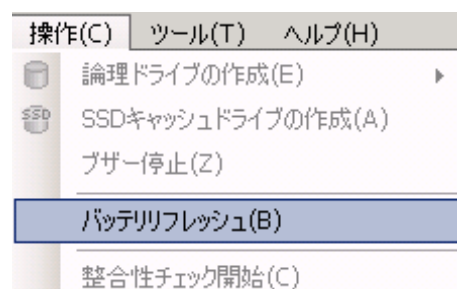 操作(C) ツール(T) ヘルプ(H)
論理ドライブの作成(E)
SSD SSDキャッシュドライブの作成(A)
ブザー停止(Z)
バッテリリフレッシュ(B)
整合性チェック開始(C)